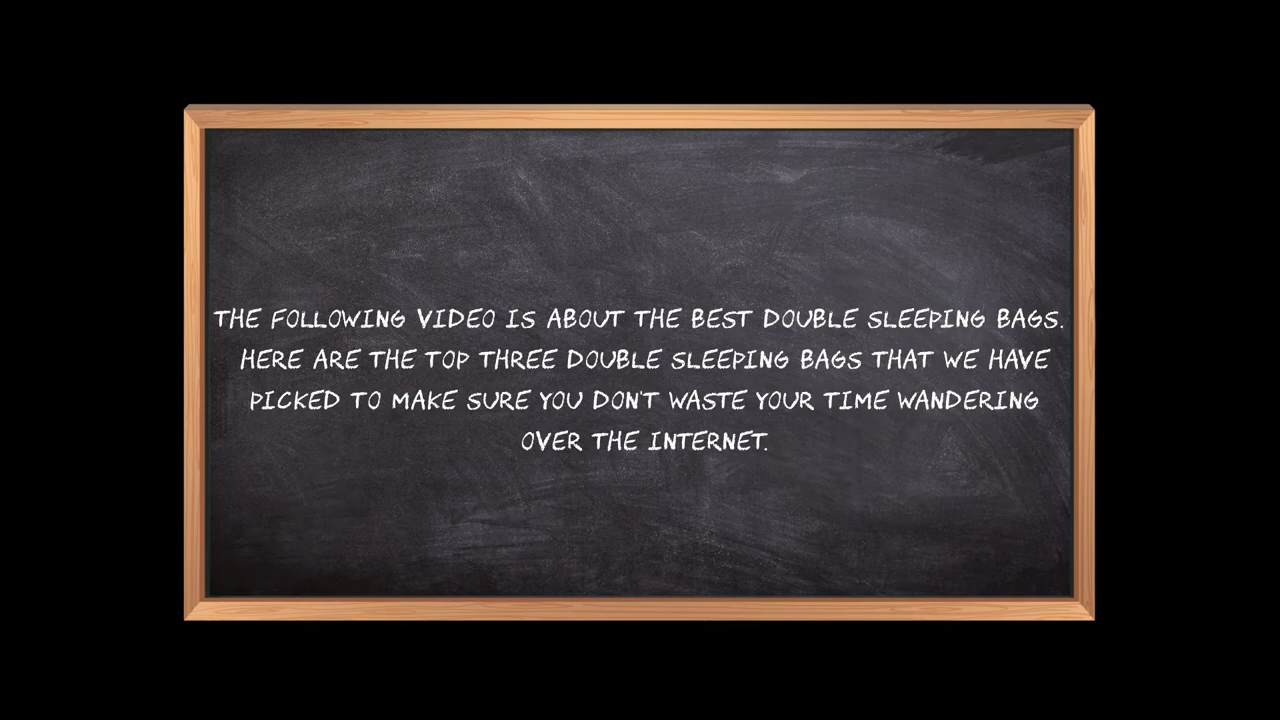 THE FOLLOWING VIDEO IS ABOUT THE BEST DOUBLE SLEEPING BAGS.
HERE ARE THE TOP THREE DOUBLE SLEEPING BAGS THAT WE HAVE
PICKED TO MAKE SURE YOU DON'T WASTE YOUR TIME WANDERING
OVER THE INTERNET.